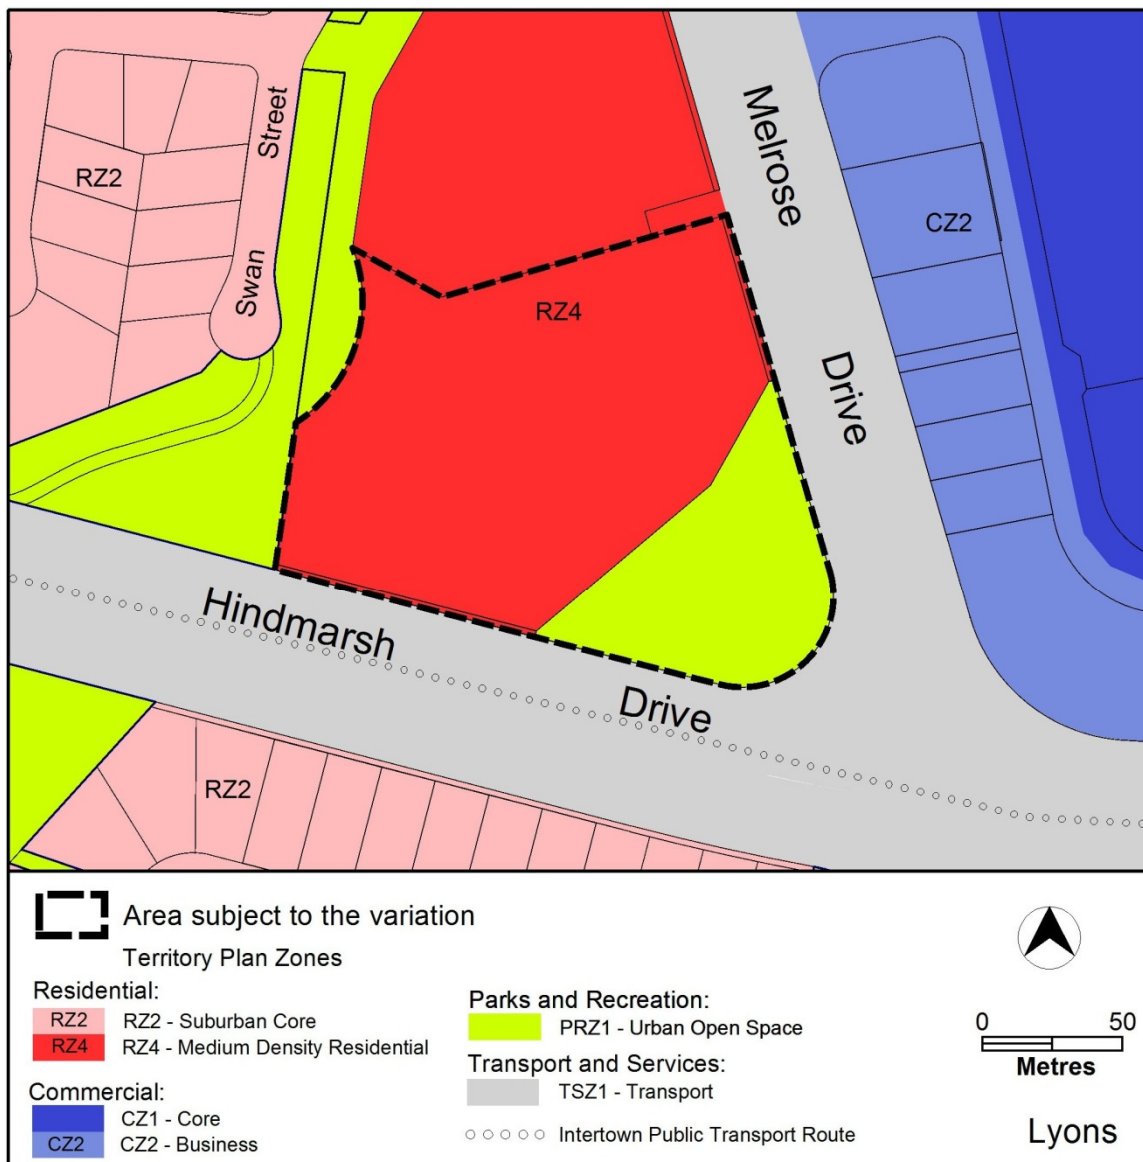 Swan Street
RZ2
Melrose
Drive
CZ2
RZ4
Hindmarsh
Drive
RZ2
Area subject to the variation
Territory Plan Zones
Residential:
RZ2 RZ2 - Suburban Core
RZ4 RZ4 - Medium Density Residential
Commercial:
CZ1 - Core
CZ2 CZ2 - Business
Parks and Recreation:
PRZ1 - Urban Open Space
Transport and Services:
TSZ1 - Transport
Intertown Public Transport Route
0 50
Metres
Lyons